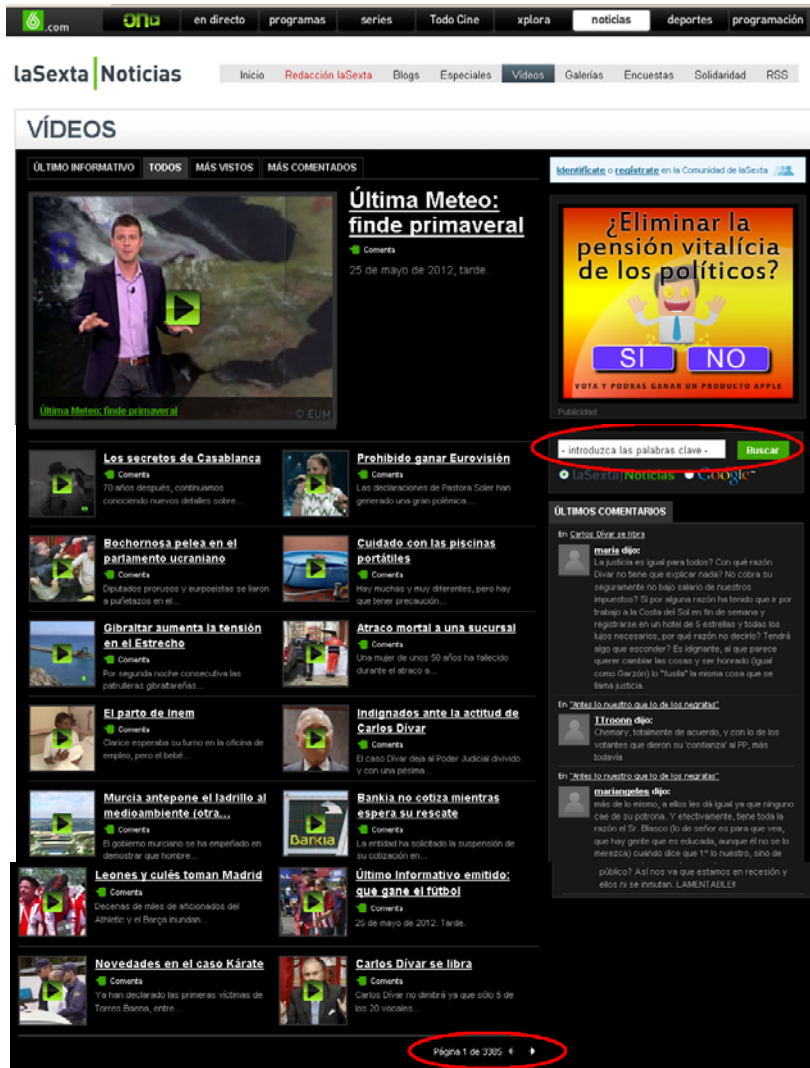 6.com
en directo
programas
series
Todo Cine
xplora
noticias
deportes
programación
laSexta|Noticias
Inicio
Redacción laSexta
Blogs
Especiales
Vídeos
Galerías
Encuestas
Solidaridad
RSS
VÍDEOS
ÚLTIMO INFORMATIVO
TODOS
MÁS VISTOS
MÁS COMENTADOS
Última Meteo: finde primaveral
© EUM
Última Meteo:
finde primaveral
Comenta
25 de mayo de 2012, tarde.
Los secretos de Casablanca
Comenta
70 años después, continuamos
conociendo nuevos detalles sobre...
Prohibido ganar Eurovisión
Comenta
Las declaraciones de Pastora Soler han
generado una gran polémica....
Bochornosa pelea en el
parlamento ucraniano
Comenta
Diputados prorusos y eurpoeistas se liaron
a puñetazos en el...
Cuidado con las piscinas
portátiles
Comenta
Hay muchas y muy diferentes, pero hay
que tener precaución....
Gibraltar aumenta la tensión
en el Estrecho
Comenta
Por segunda noche consecutiva las
patrulleras gibraltareñas...
Atraco mortal a una sucursal
Comenta
Una mujer de unos 50 años ha fallecido
durante el atraco a...
El parto de Inem
Comenta
Clarice esperaba su turno en la oficina de
empleo, pero el bebé...
Indignados ante la actitud de
Carlos Dívar
Comenta
El caso Dívar deja al Poder Judicial divivido
y con una pésima...
Murcia antepone el ladrillo al
medioambiente (otra...
Comenta
El gobierno murciano se ha empeñado en
demostrar que hombre...
Bankia
Bankia no cotiza mientras
espera su rescate
Comenta
La entidad ha solicitado la suspensión de
su cotización en...
Leones y culés toman Madrid
Comenta
Decenas de miles de aficionados del
Athletic y el Barça inundan...
Último Informativo emitido:
que gane el fútbol
Comenta
25 de mayo de 2012. Tarde.
Novedades en el caso Kárate
Comenta
Ya han declarado las primeras víctimas de
Torres Baena, entre...
Carlos Dívar se libra
Comenta
Carlos Dívar no dimitirá ya que sólo 5 de
los 20 vocales...
Página 1 de 3385
Identifícate o regístrate en la Comunidad de laSexta
¿Eliminar la
pensión vitalícia
de los políticos?
SI
NO
VOTA Y PODRAS GANAR UN PRODUCTO APPLE
Publicidad
- introduzca las palabras clave -
Buscar
laSexta|Noticias
Google™
ÚLTIMOS COMENTARIOS
En Carlos Dívar se libra
maria dijo:
La justicia es igual para todos? Con qué razón
Divar no tiene que explicar nada? No cobra su
seguramente no bajo salario de nuestros
impuestos? Si por alguna razón ha tenido que ir por
trabajo a la Costa del Sol en fin de semana y
registrarse en un hotel de 5 estrellas y todas los
lujos necesarios, por qué razón no decirlo? Tendrá
algo que esconder? Es idignante, al que parece
querer cambiar las cosas y ser honrado (igual
como Garzón) lo "fusila" la misma cosa que se
llama justicia.
En "Antes lo nuestro que lo de los negratas"
TTroonn dijo:
Chemary, totalmente de acuerdo, y con lo de los
votantes que dieron su 'confianza' al PP, más
todavía
En "Antes lo nuestro que lo de los negratas"
mariangeles dijo:
más de lo mismo, a ellos les dá igual ya que ninguno
cae de su potrona. Y efectivamente, tiene toda la
razón el Sr. Blasco (lo de señor es para que vea,
que hay gente que es educada, aunque él no se lo
merezca) cuando dice que 1º lo nuestro, sino de
público? Así nos va que estamos en recesión y
ellos ni se inmutan. LAMENTABLE!!